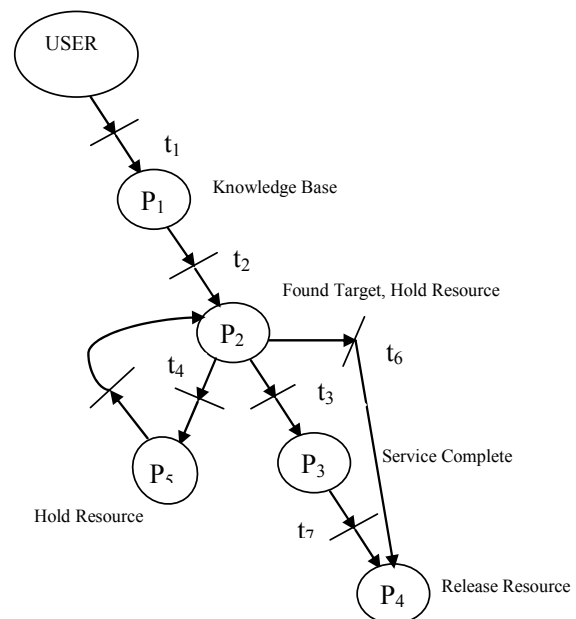 USER
t1
P1
Knowledge Base
t2
Found Target, Hold Resource
P2
t4
t6
t3
P3
Service Complete
P5
Hold Resource
t7
P4
Release Resource